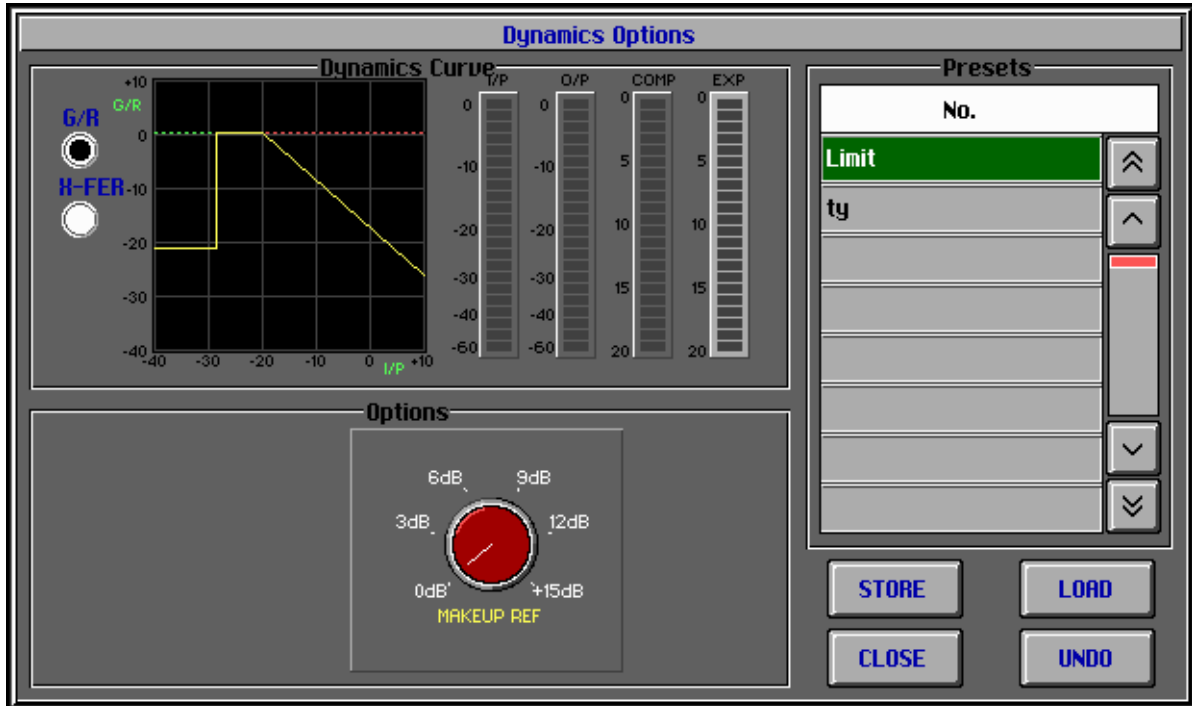 Dynamics Options
Dynamics Curve
I/P O/P COMP EXP
G/R
X-FER
+10
G/R
0
-10
-20
-30
-40
-40 -30 -20 -10 0 I/P +10
0
-10
-20
-30
-40
-60
0
-10
-20
-30
-40
-60
0
5
10
15
20
0
5
10
15
20
Presets
No.
Limit
ty
Options
6dB 9dB
3dB 12dB
0dB +15dB
MAKEUP REF
STORE LOAD
CLOSE UNDO